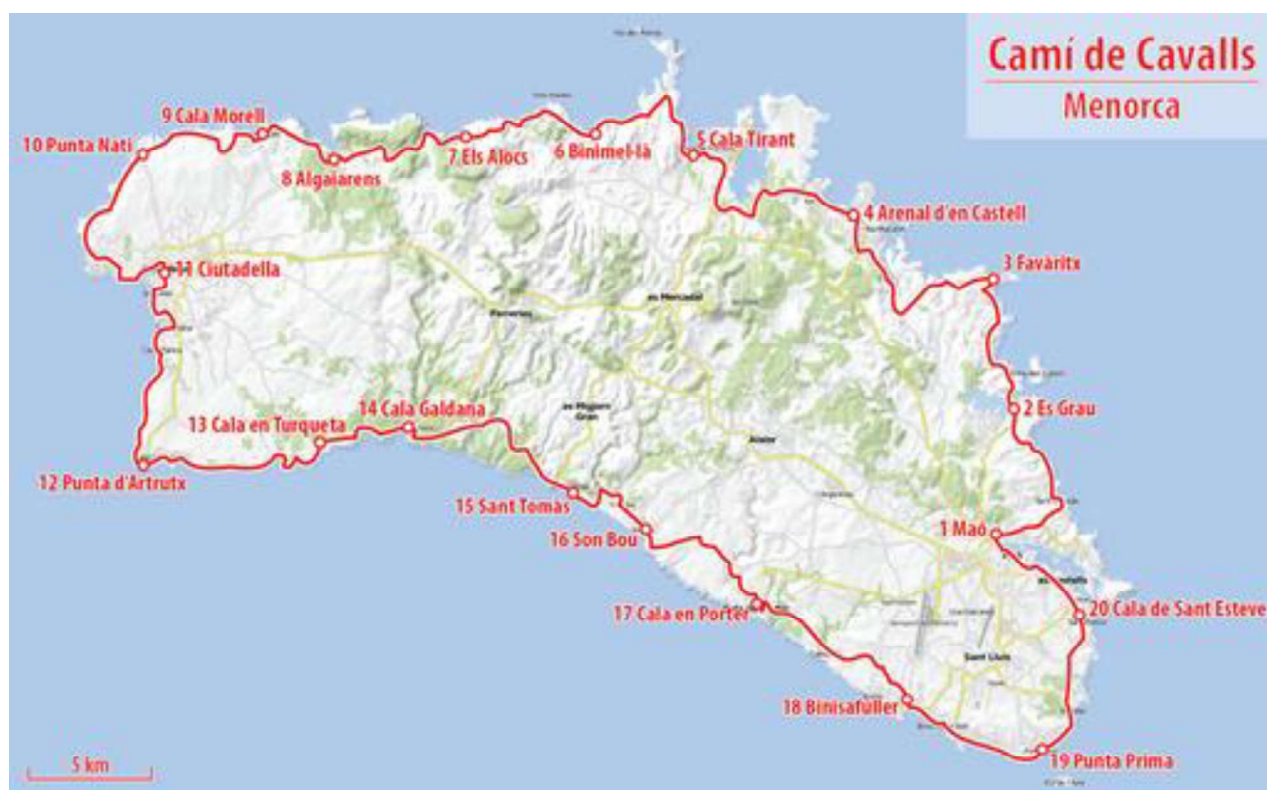 Camí de Cavalls
Menorca
9 Cala Morell
10 Punta Nati
8 Algaiarens
7 Els Alocs
6 Binimel·là
5 Cala Tirant
4 Arenal d'en Castell
3 Favàritx
11 Ciutadella
es Mercadal
Ferreries
14 Cala Galdana
13 Cala en Turqueta
es Migjorn
Gran
2 Es Grau
Alaior
12 Punta d'Artrutx
15 Sant Tomàs
16 Son Bou
1 Maó
17 Cala en Porter
20 Cala de Sant Esteve
Sant Lluís
18 Binisafúller
19 Punta Prima
5 km